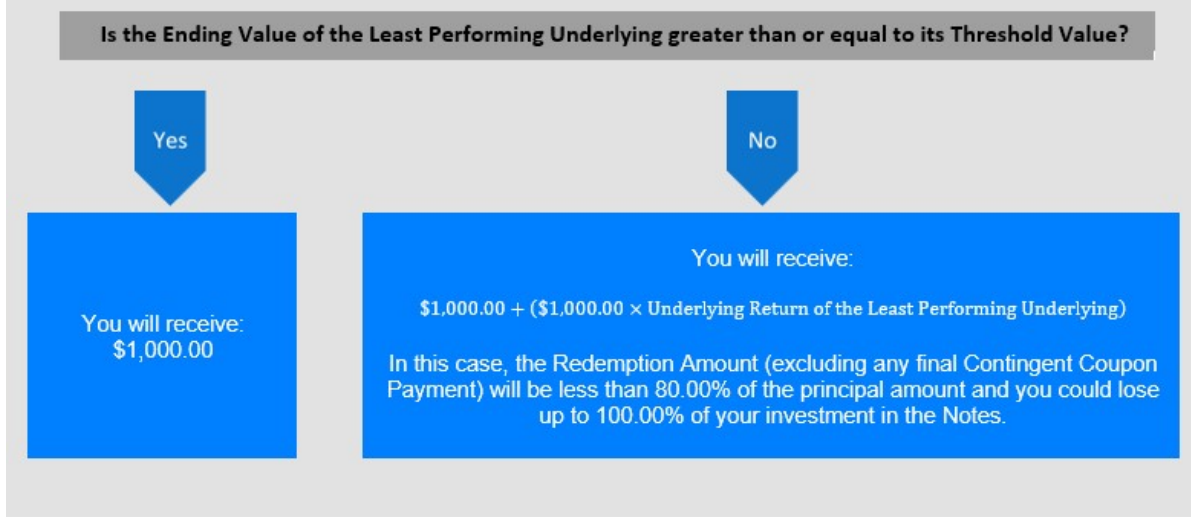 Is the Ending Value of the Least Performing Underlying greater than or equal to its Threshold Value?
Yes
No
You will receive:
$1,000.00
You will receive:
$1,000.00 + ($1,000.00 × Underlying Return of the Least Performing Underlying)
In this case, the Redemption Amount (excluding any final Contingent Coupon
Payment) will be less than 80.00% of the principal amount and you could lose
up to 100.00% of your investment in the Notes.